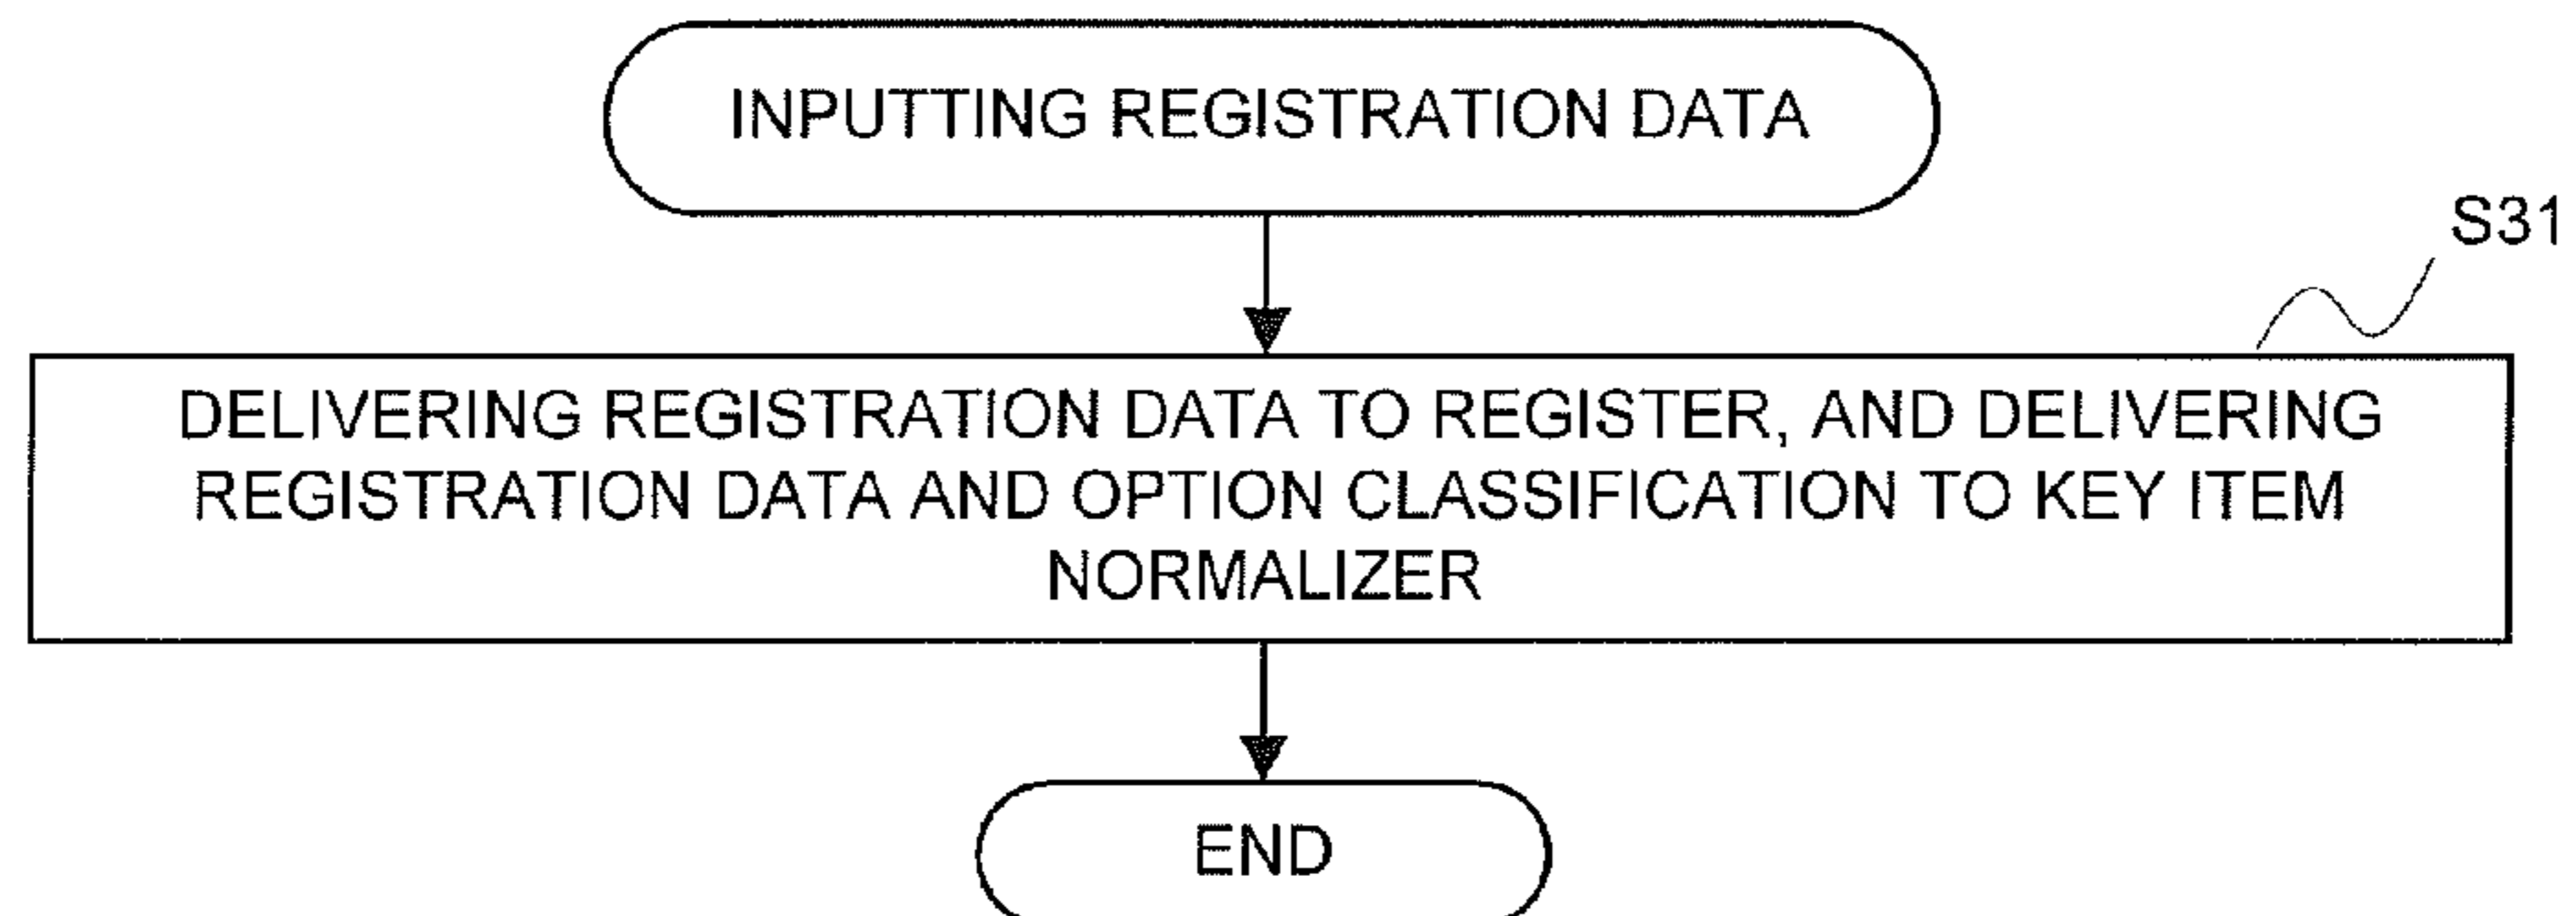 INPUTTING REGISTRATION DATA
S31
DELIVERING REGISTRATION DATA TO REGISTER, AND DELIVERING
REGISTRATION DATA AND OPTION CLASSIFICATION TO KEY ITEM
NORMALIZER
END